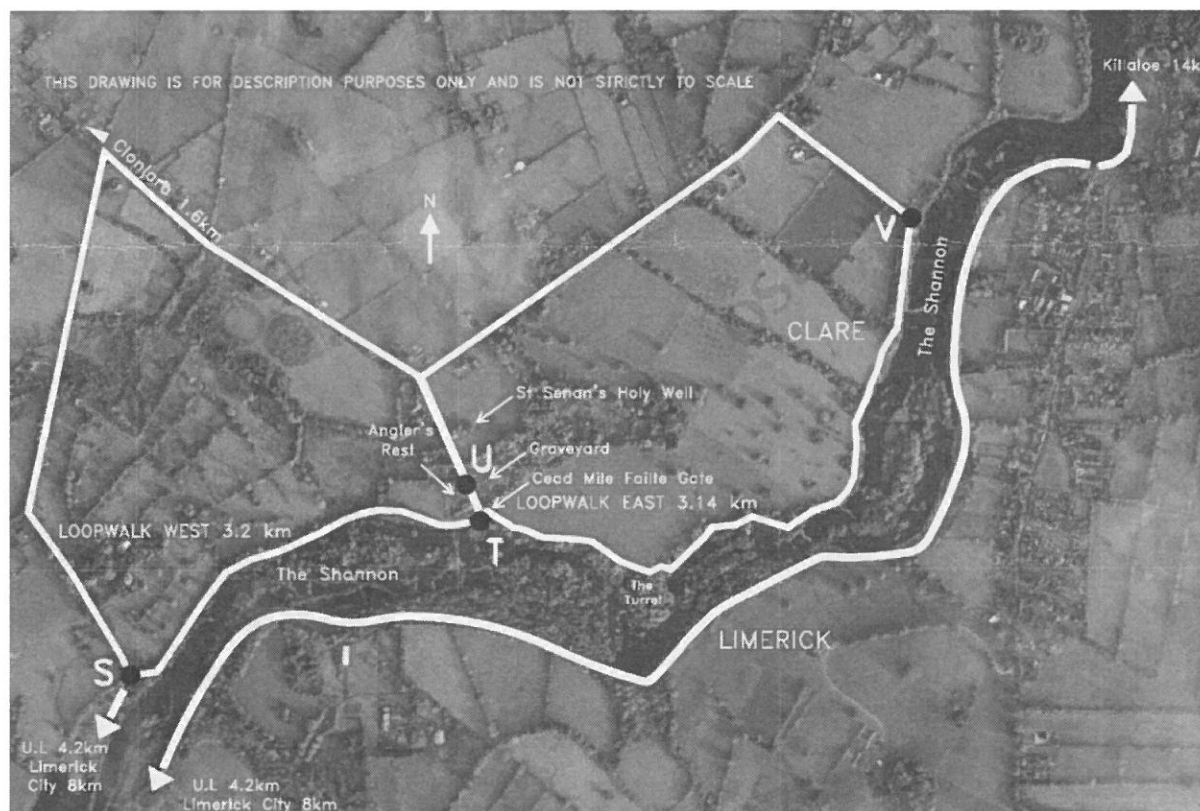 Killaloe 14k
THIS DRAWING IS FOR DESCRIPTION PURPOSES ONLY AND IS NOT STRICTLY TO SCALE
Clonlara 1.6km
N
V
The Shannon
CLARE
St Senan's Holy Well
Angler's
Rest
U
Graveyard
Cead Mile Failte Gate
LOOPWALK EAST 3.14 km
LOOPWALK WEST 3.2 km
T
The Shannon
The
Turret
LIMERICK
S
U.L 4.2km
Limerick
City 8km
U.L 4.2km
Limerick City 8km